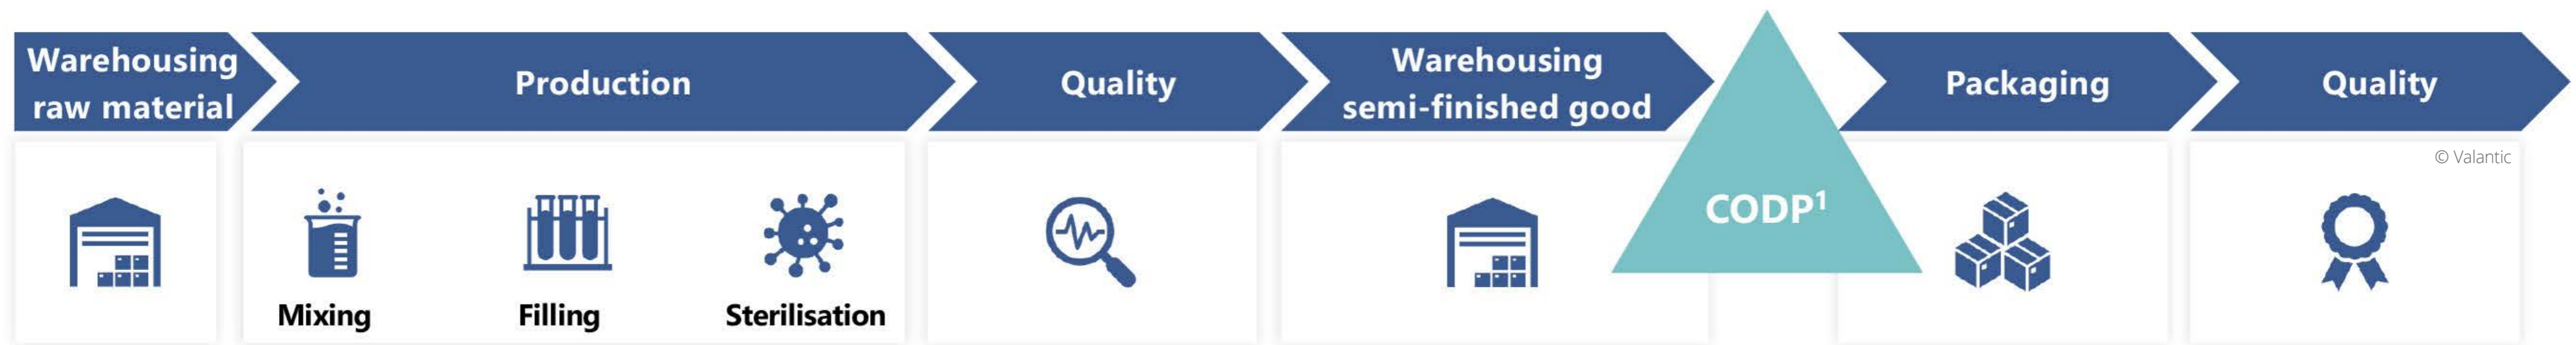 Warehousing
raw material
Production
Quality
Warehousing
semi-finished good
Packaging
Quality
© Valantic
CODP¹
Mixing
Filling
Sterilisation